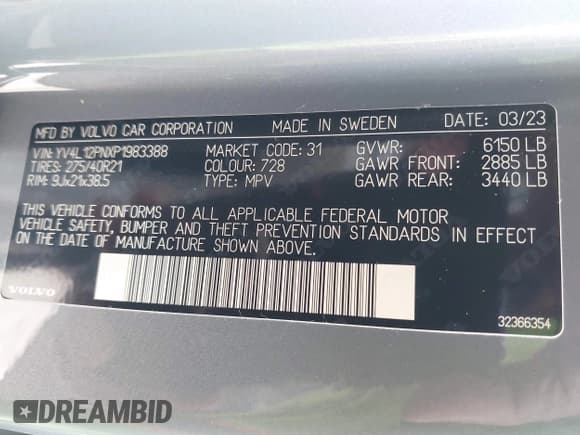 MFD BY VOLVO CAR CORPORATION MADE IN SWEDEN DATE: 03/23
VIN: YV4L12PNXP1983388 MARKET CODE: 31 GVWR: 6150 LB
TIRES: 275/40R21 COLOUR: 728 GAWR FRONT: 2885 LB
RIM: 9Jx21x38.5 TYPE: MPV GAWR REAR: 3440 LB
THIS VEHICLE CONFORMS TO ALL APPLICABLE FEDERAL MOTOR
VEHICLE SAFETY, BUMPER AND THEFT PREVENTION STANDARDS IN EFFECT
ON THE DATE OF MANUFACTURE SHOWN ABOVE.
VOLVO
32366354
DREAMBID